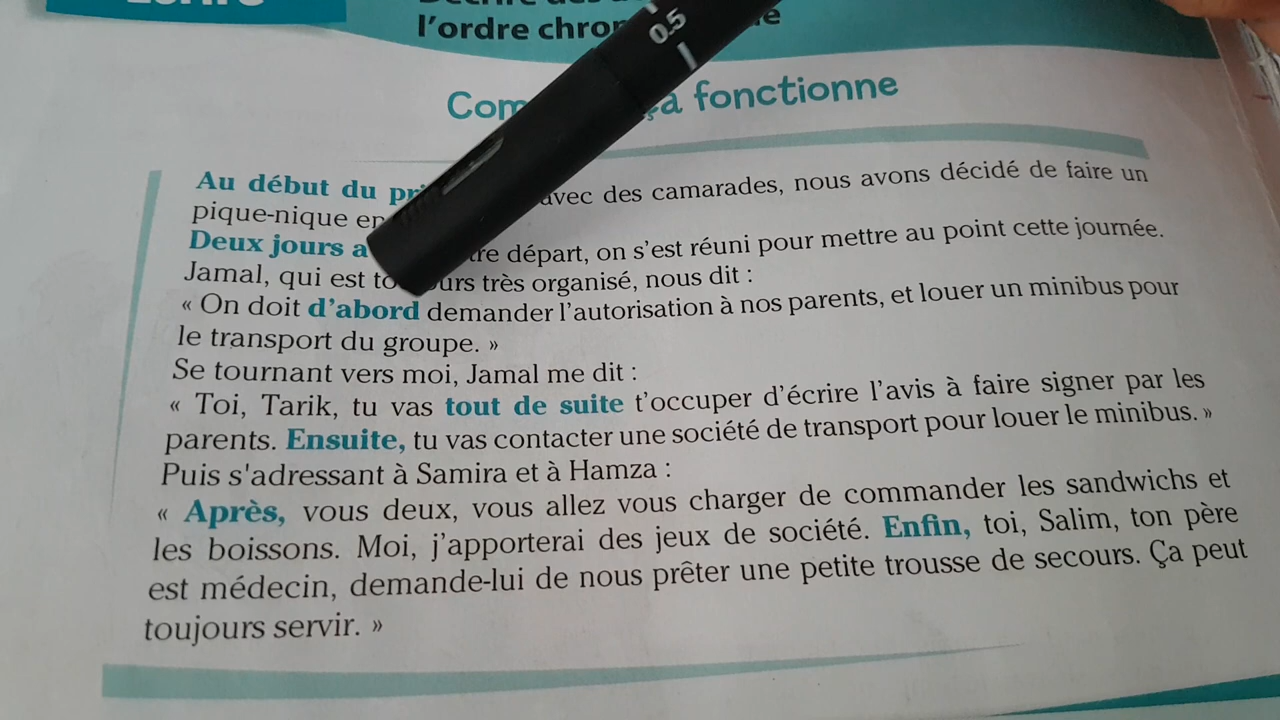 l'ordre
0.5
ça fonctionne
Au début du avec des camarades, nous avons décidé de faire un
pique-nique
Deux jours départ, on s'est réuni pour mettre au point cette journée.
Jamal, qui est très organisé, nous dit :
« On doit d'abord demander l'autorisation à nos parents, et louer un minibus pour
le transport du groupe. »
Se tournant vers moi, Jamal me dit :
« Toi, Tarik, tu vas tout de suite t'occuper d'écrire l'avis à faire signer par les
parents. Ensuite, tu vas contacter une société de transport pour louer le minibus. »
Puis s'adressant à Samira et à Hamza :
« Après, vous deux, vous allez vous charger de commander les sandwichs et
les boissons. Moi, j'apporterai des jeux de société. Enfin, toi, Salim, ton père
est médecin, demande-lui de nous prêter une petite trousse de secours. Ça peut
toujours servir. »